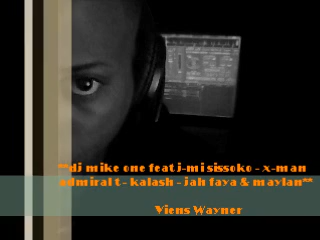 **dj mike one feat j-mi sissoko - x-man
admiral t - kalash - jah faya & maylan**
Viens Wayner